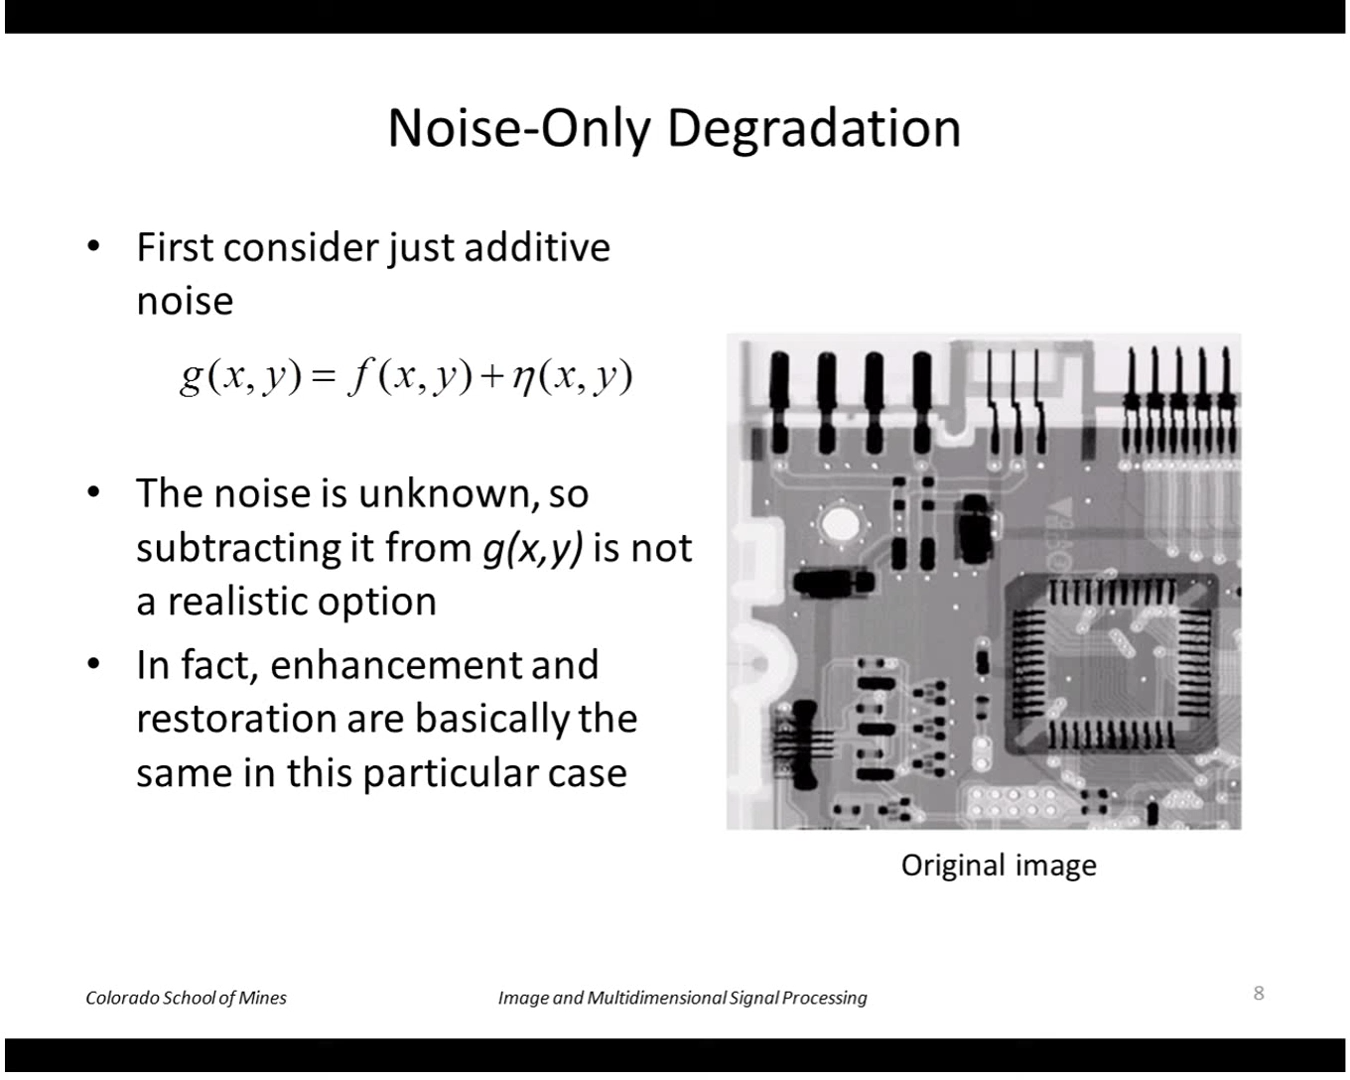 Noise-Only Degradation
• First consider just additive
noise
g(x, y) = f(x, y) + η(x, y)
• The noise is unknown, so
subtracting it from g(x,y) is not
a realistic option
• In fact, enhancement and
restoration are basically the
same in this particular case
Original image
Colorado School of Mines
Image and Multidimensional Signal Processing
8